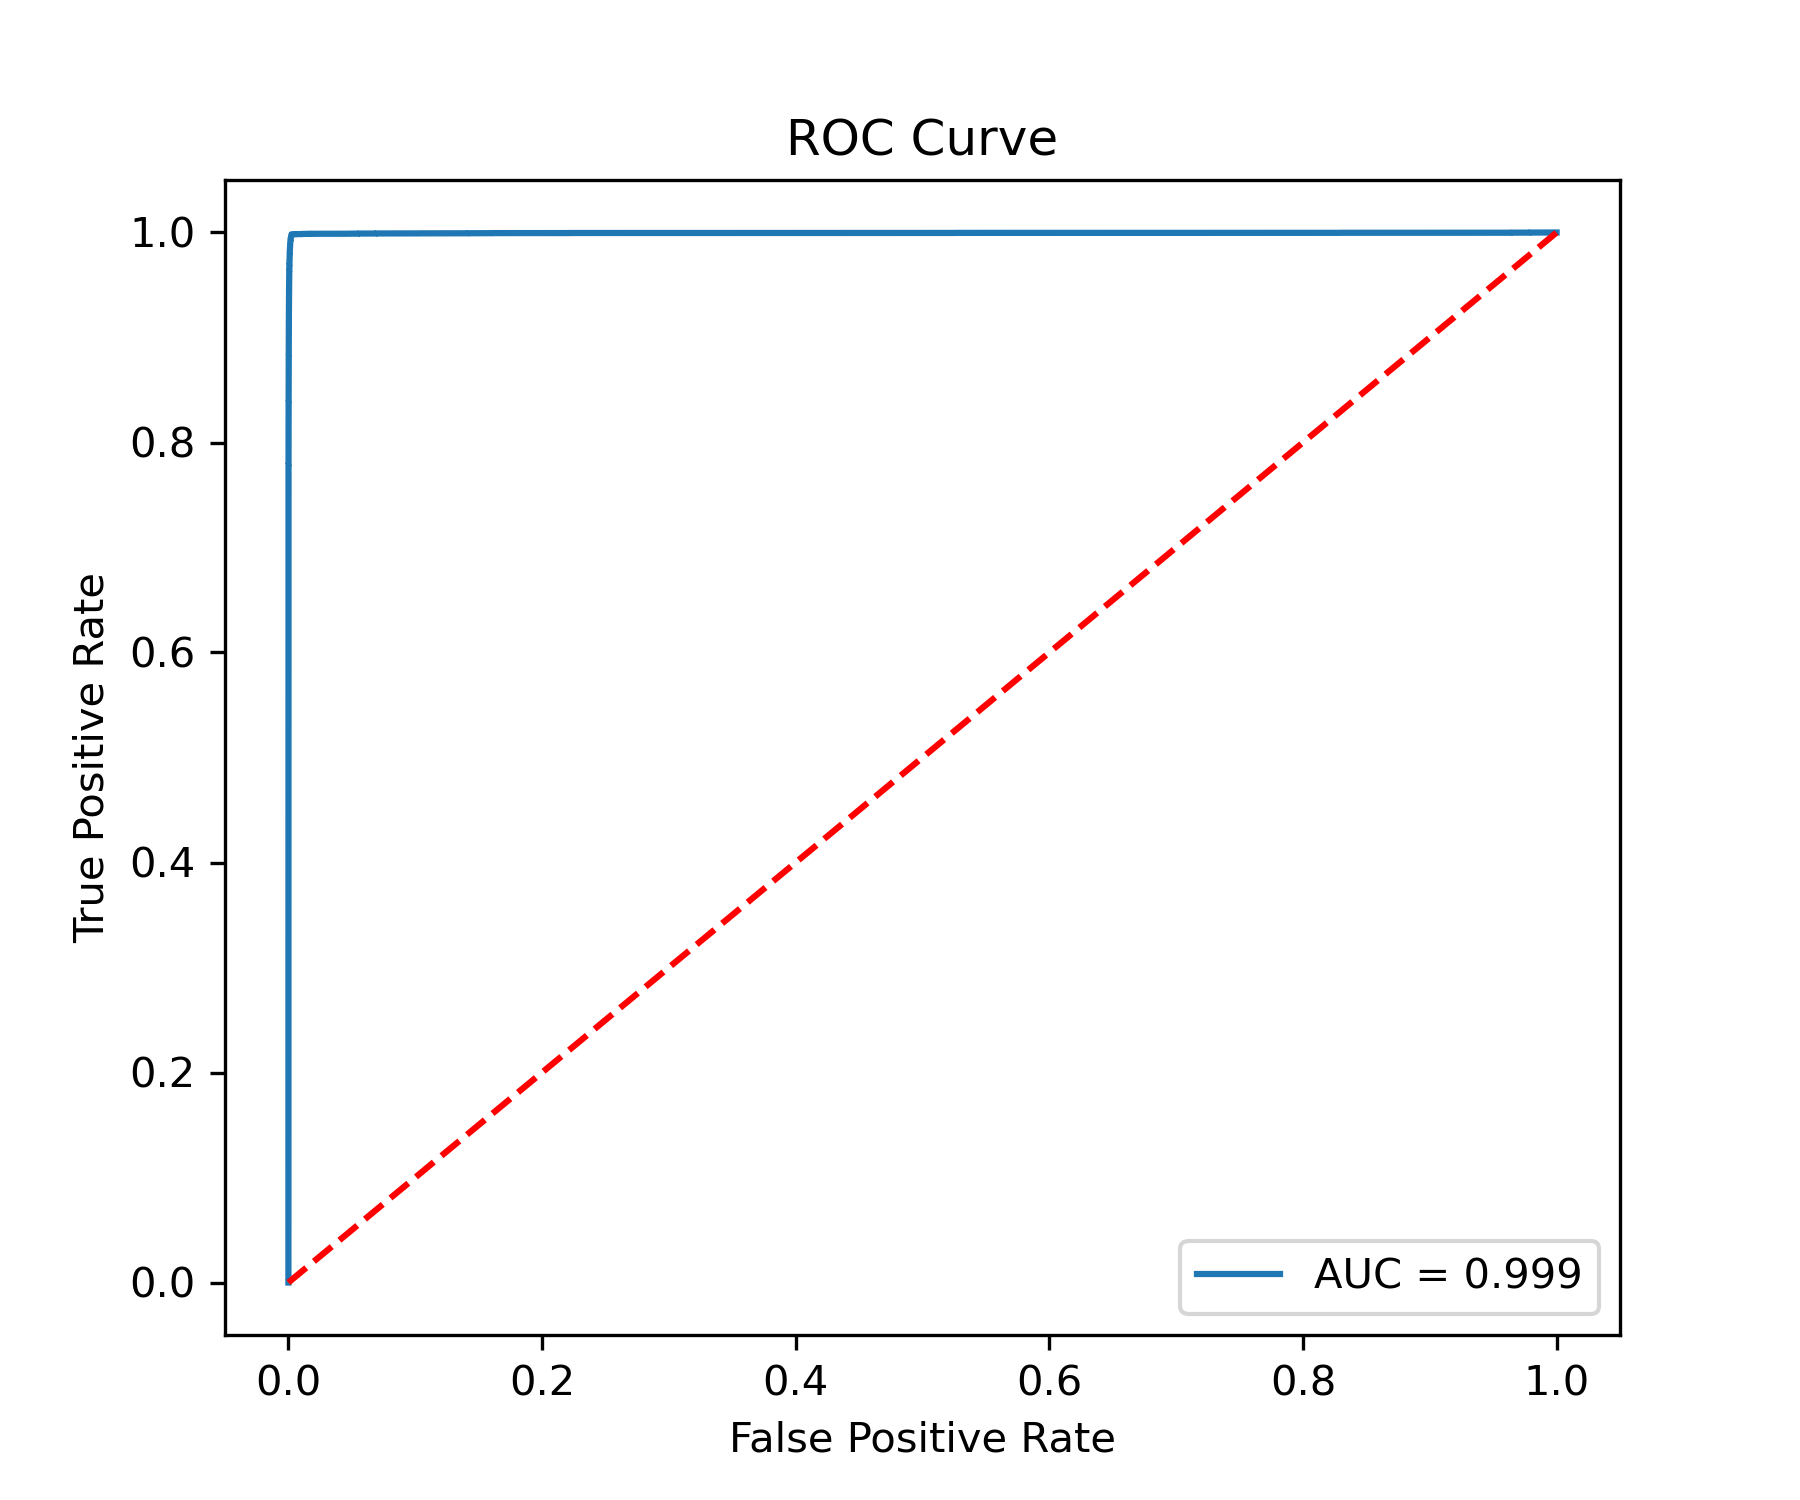 ROC Curve
True Positive Rate
1.0
0.8
0.6
0.4
0.2
0.0
AUC = 0.999
0.0 0.2 0.4 0.6 0.8 1.0
False Positive Rate